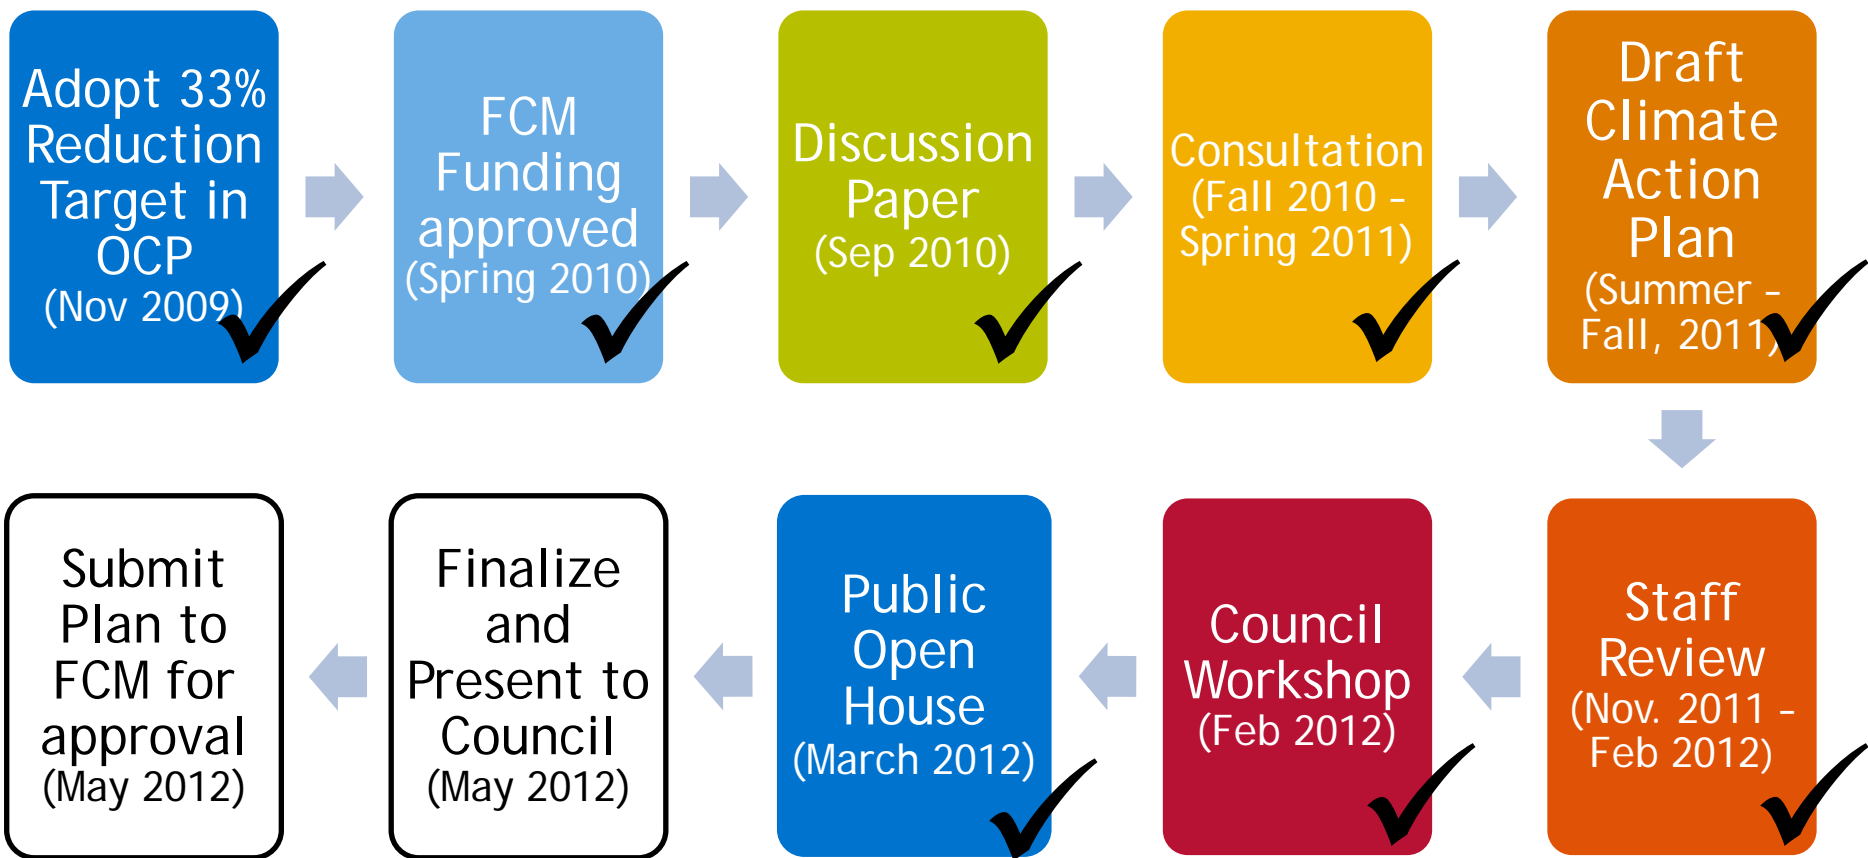 Adopt 33%
Reduction
Target in
OCP
(Nov 2009)
FCM
Funding
approved
(Spring 2010)
Discussion
Paper
(Sep 2010)
Consultation
(Fall 2010 –
Spring 2011)
Draft
Climate
Action
Plan
(Summer –
Fall, 2011)
Staff
Review
(Nov. 2011 –
Feb 2012)
Council
Workshop
(Feb 2012)
Public
Open
House
(March 2012)
Finalize
and
Present to
Council
(May 2012)
Submit
Plan to
FCM for
approval
(May 2012)